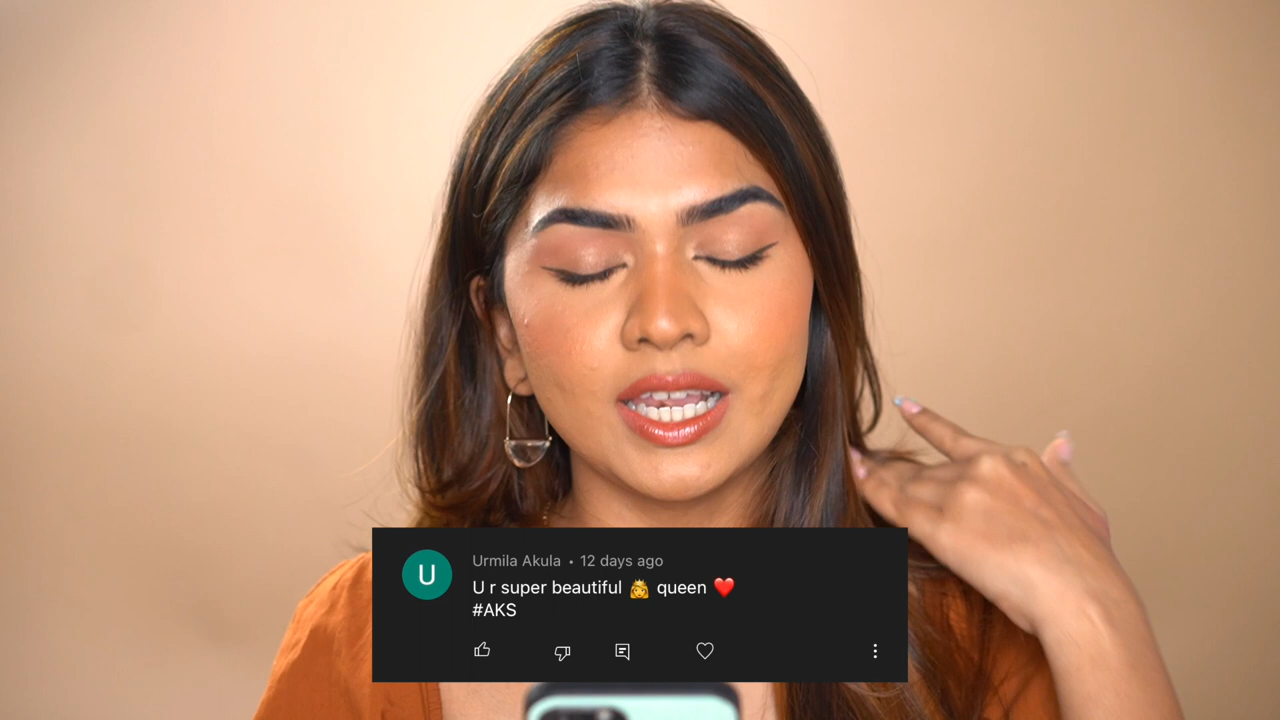 U
Urmila Akula • 12 days ago
U r super beautiful 👸 queen ❤️
#AKS